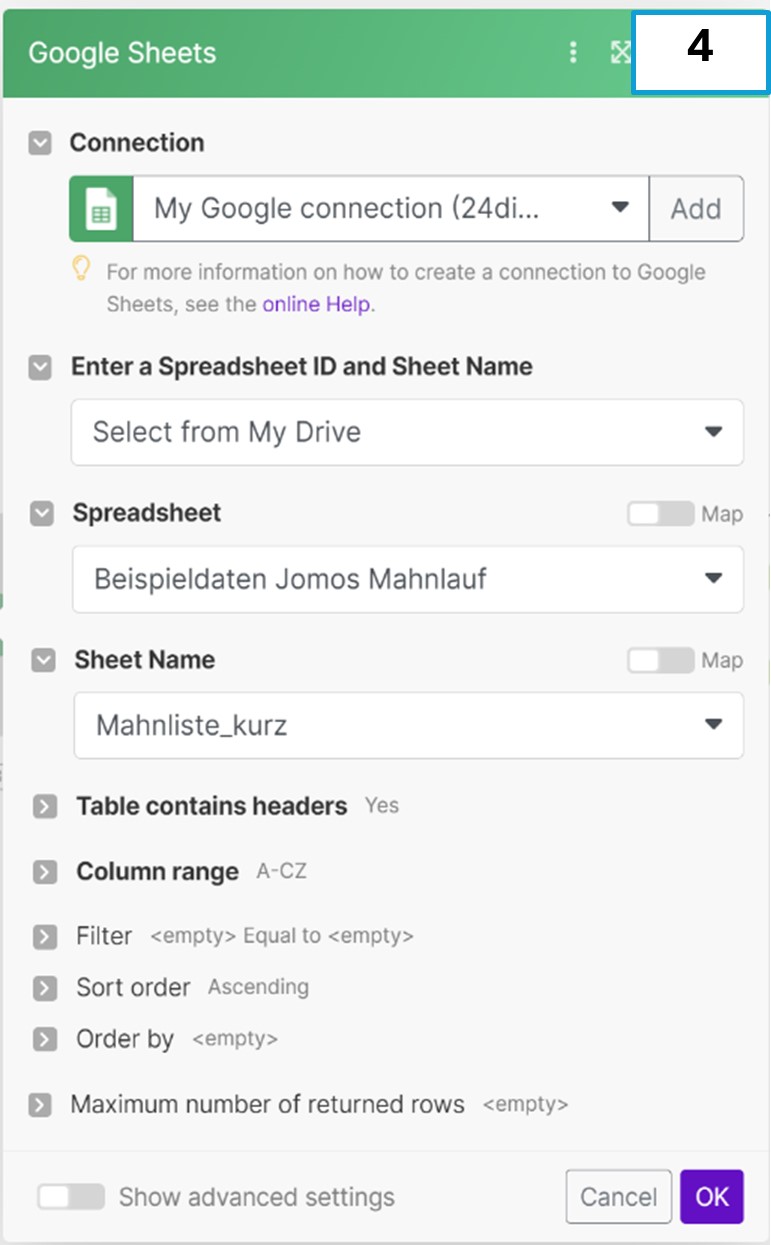 Google Sheets
4
Connection
My Google connection (24di...
Add
For more information on how to create a connection to Google
Sheets, see the online Help.
Enter a Spreadsheet ID and Sheet Name
Select from My Drive
Spreadsheet
Map
Beispieldaten Jomos Mahnlauf
Sheet Name
Map
Mahnliste_kurz
Table contains headers Yes
Column range A-CZ
Filter <empty> Equal to <empty>
Sort order Ascending
Order by <empty>
Maximum number of returned rows <empty>
Show advanced settings
Cancel
OK